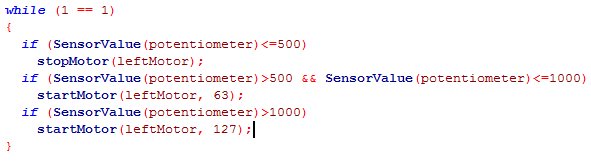 while (1 == 1)
{
  if (SensorValue(potentiometer)<=500)
    stopMotor(leftMotor);
  if (SensorValue(potentiometer)>500 && SensorValue(potentiometer)<=1000)
    startMotor(leftMotor, 63);
  if (SensorValue(potentiometer)>1000)
    startMotor(leftMotor, 127);
}